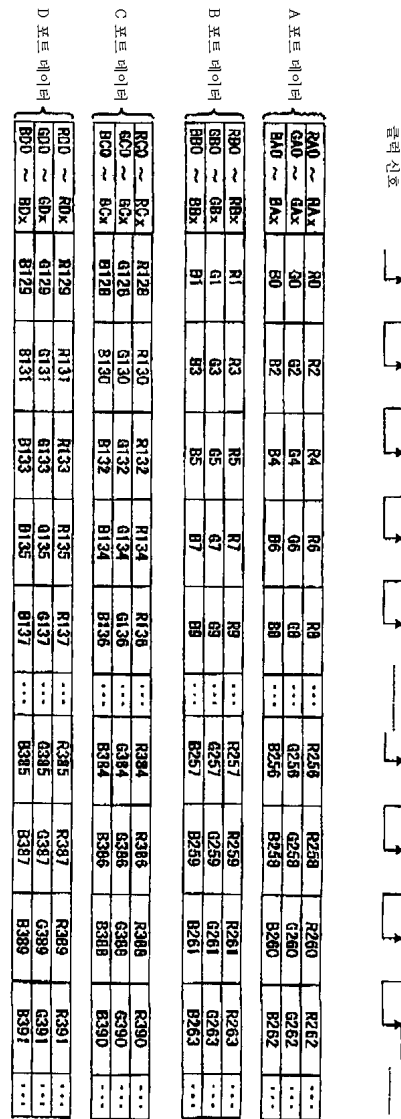 클럭 신호
A 포트 데이터
RA0 ~ RAx R0 R2 R4 R6 R8 ... R256 R258 R260 R262 ...
GA0 ~ GAx G0 G2 G4 G6 G8 ... G256 G258 G260 G262 ...
BA0 ~ BAx B0 B2 B4 B6 B8 ... B256 B258 B260 B262 ...
B 포트 데이터
RB0 ~ RBx R1 R3 R5 R7 R9 ... R257 R259 R261 R263 ...
GB0 ~ GBx G1 G3 G5 G7 G9 ... G257 G259 G261 G263 ...
BB0 ~ BBx B1 B3 B5 B7 B9 ... B257 B259 B261 B263 ...
C 포트 데이터
RC0 ~ RCx R128 R130 R132 R134 R136 ... R384 R386 R388 R390 ...
GC0 ~ GCx G128 G130 G132 G134 G136 ... G384 G386 G388 G390 ...
BC0 ~ BCx B128 B130 B132 B134 B136 ... B384 B386 B388 B390 ...
D 포트 데이터
RD0 ~ RDx R129 R131 R133 R135 R137 ... R385 R387 R389 R391 ...
GD0 ~ GDx G129 G131 G133 G135 G137 ... G385 G387 G389 G391 ...
BD0 ~ BDx B129 B131 B133 B135 B137 ... B385 B387 B389 B391 ...